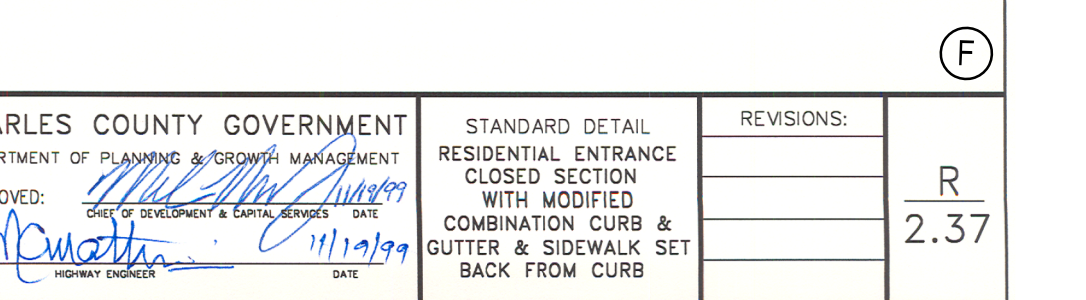 F
ARLES COUNTY GOVERNMENT
RTMENT OF PLANNING & GROWTH MANAGEMENT
OVED:
11/19/99
CHIEF OF DEVELOPMENT & CAPITAL SERVICES DATE
11/19/99
HIGHWAY ENGINEER DATE
STANDARD DETAIL
RESIDENTIAL ENTRANCE
CLOSED SECTION
WITH MODIFIED
COMBINATION CURB &
GUTTER & SIDEWALK SET
BACK FROM CURB
REVISIONS:
R
2.37